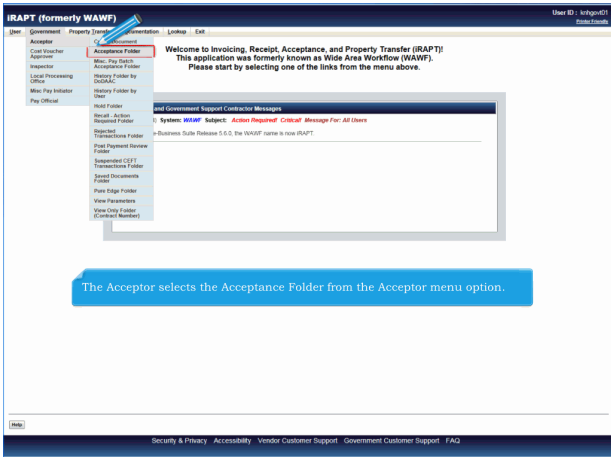 iRAPT (formerly WAWF)
User ID : knhgovt01
Printer Friendly
User Government Property Transfer Documentation Lookup Exit
Acceptor
Cost Voucher Approver
Inspector
Local Processing Office
Misc Pay Initiator
Pay Official
Document
Acceptance Folder
Misc. Pay Batch Acceptance Folder
History Folder by DoDAAC
History Folder by User
Hold Folder
Recall - Action Required Folder
Rejected Transactions Folder
Post Payment Review Folder
Suspended CEFT Transactions Folder
Saved Documents Folder
Pure Edge Folder
View Parameters
View Only Folder (Contract Number)
Welcome to Invoicing, Receipt, Acceptance, and Property Transfer (iRAPT)!
This application was formerly known as Wide Area Workflow (WAWF).
Please start by selecting one of the links from the menu above.
and Government Support Contractor Messages
System: WAWF Subject: Action Required! Critical! Message For: All Users
e-Business Suite Release 5.6.0, the WAWF name is now iRAPT.
The Acceptor selects the Acceptance Folder from the Acceptor menu option.
Help
Security & Privacy Accessibility Vendor Customer Support Government Customer Support FAQ